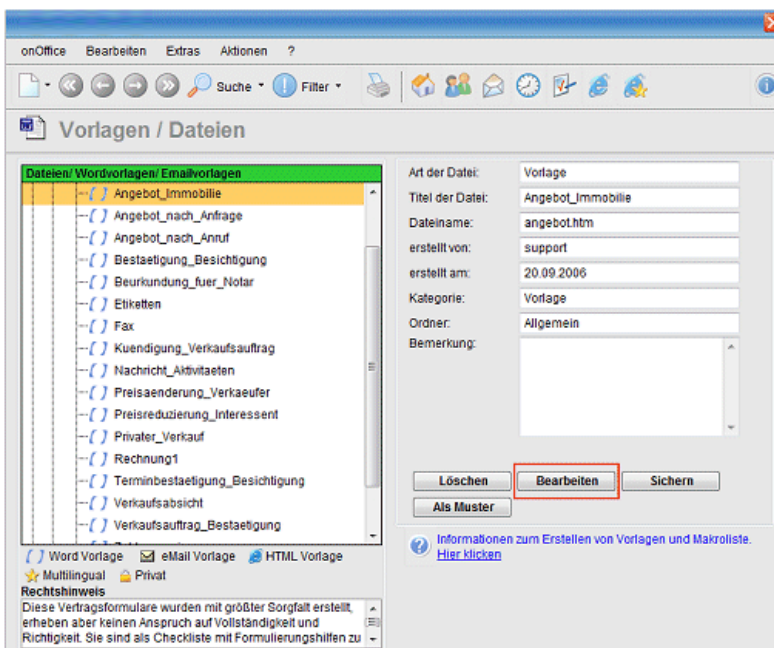 onOffice Bearbeiten Extras Aktionen ?
Suche Filter
Vorlagen / Dateien
Dateien/ Wordvorlagen/ Emailvorlagen
Angebot_Immobilie
Angebot_nach_Anfrage
Angebot_nach_Anruf
Bestaetigung_Besichtigung
Beurkundung_fuer_Notar
Etiketten
Fax
Kuendigung_Verkaufsauftrag
Nachricht_Aktivitaeten
Preisaenderung_Verkaeufer
Preisreduzierung_Interessent
Privater_Verkauf
Rechnung1
Terminbestaetigung_Besichtigung
Verkaufsabsicht
Verkaufsauftrag_Bestaetigung
Word Vorlage eMail Vorlage HTML Vorlage
Multilingual Privat
Rechtshinweis
Diese Vertragsformulare wurden mit größter Sorgfalt erstellt,
erheben aber keinen Anspruch auf Vollständigkeit und
Richtigkeit. Sie sind als Checkliste mit Formulierungshilfen zu
Art der Datei: Vorlage
Titel der Datei: Angebot_Immobilie
Dateiname: angebot.htm
erstellt von: support
erstellt am: 20.09.2006
Kategorie: Vorlage
Ordner: Allgemein
Bemerkung:
Löschen Bearbeiten Sichern
Als Muster
Informationen zum Erstellen von Vorlagen und Makroliste.
Hier klicken